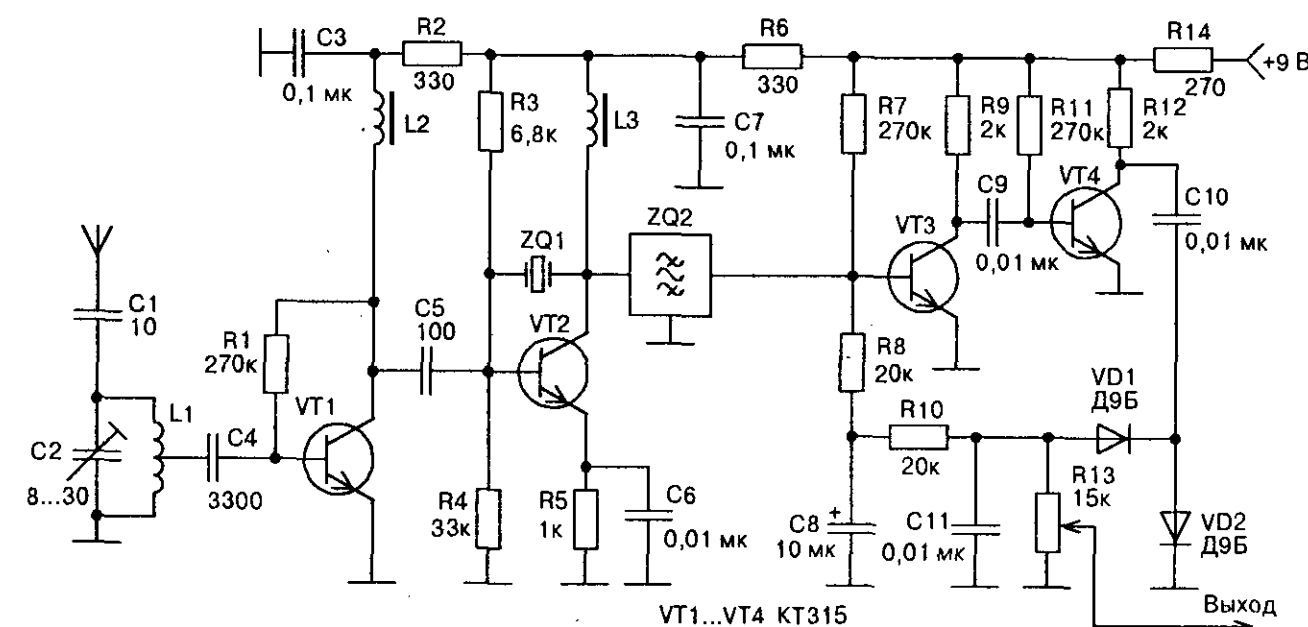 C3
0,1 мк
R2
330
R6
330
R14
270
+9 В
L2
R3
6,8к
L3
C7
0,1 мк
R7
270к
R9
2к
R11
270к
R12
2к
C1
10
C2
8...30
L1
C4
3300
R1
270к
VT1
C5
100
ZQ1
ZQ2
VT2
R4
33к
R5
1к
C6
0,01 мк
VT3
C9
0,01 мк
VT4
C10
0,01 мк
R8
20к
R10
20к
VD1
Д9Б
C8
+
10 мк
C11
0,01 мк
R13
15к
VD2
Д9Б
Выход
VT1...VT4 КТ315